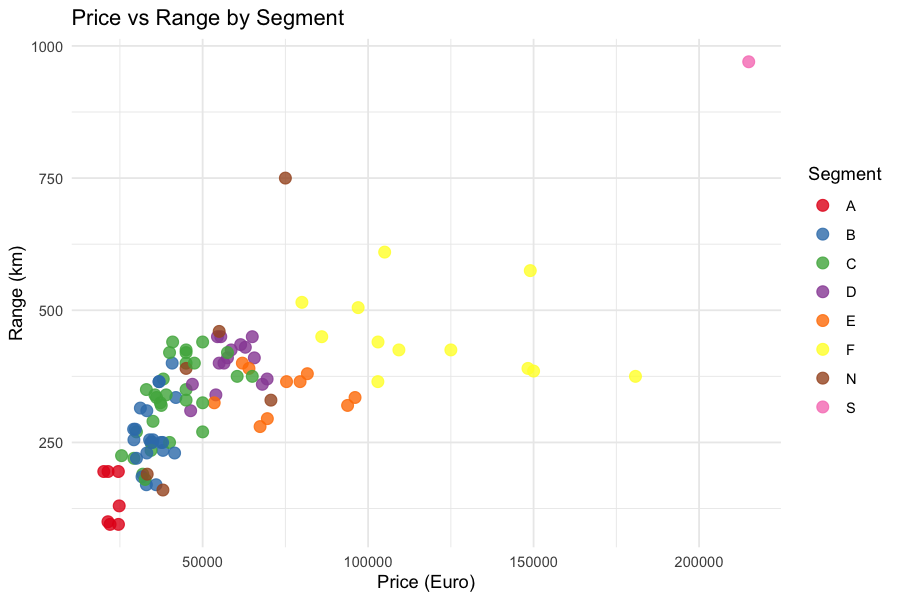 Price vs Range by Segment
1000
750
500
250
Range (km)
50000
100000
150000
200000
Price (Euro)
Segment
A
B
C
D
E
F
N
S